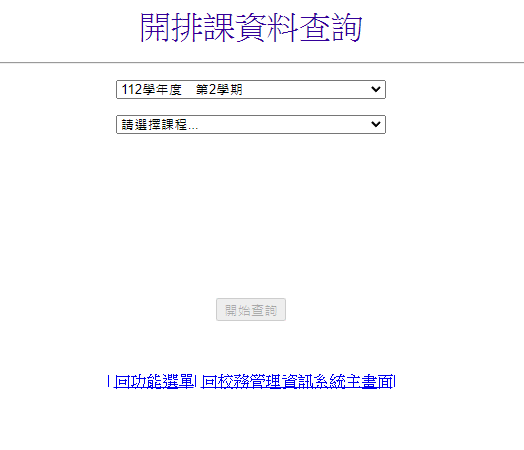 開排課資料查詢
112學年度　第2學期
請選擇課程...
開始查詢
| 回功能選單| 回校務管理資訊系統主畫面|